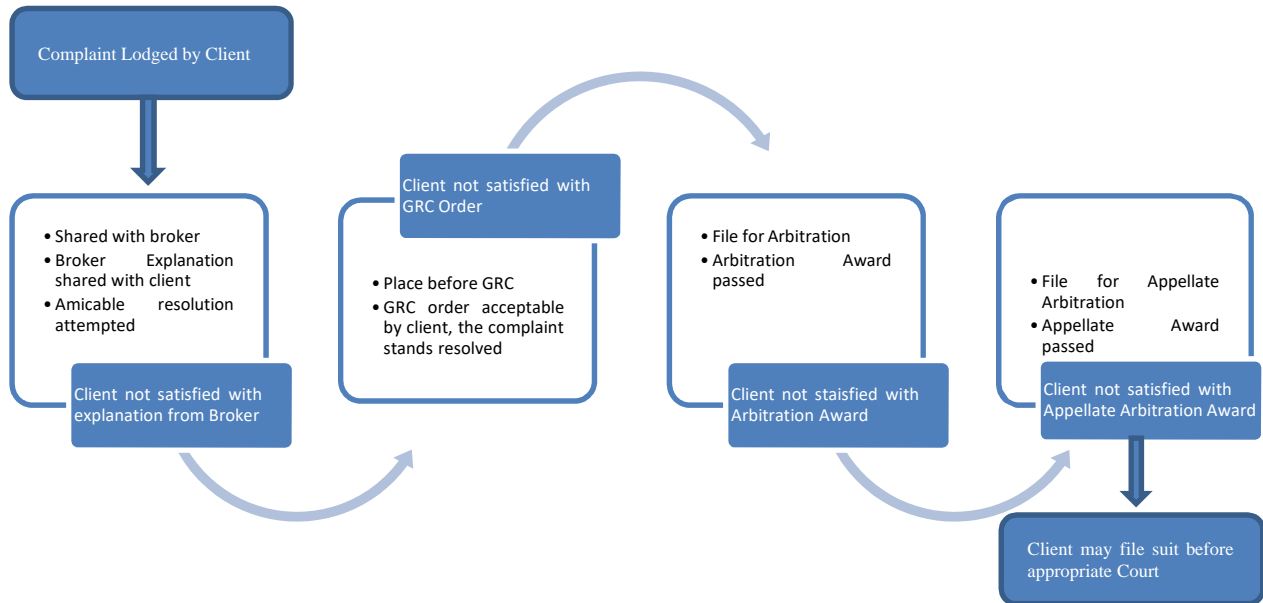 Complaint Lodged by Client
• Shared with broker
• Broker Explanation
shared with client
• Amicable resolution
attempted
Client not satisfied with
explanation from Broker
Client not satisfied with
GRC Order
• Place before GRC
• GRC order acceptable
by client, the complaint
stands resolved
• File for Arbitration
• Arbitration Award
passed
Client not staisfied with
Arbitration Award
• File for Appellate
Arbitration
• Appellate Award
passed
Client not satisfied with
Appellate Arbitration Award
Client may file suit before
appropriate Court